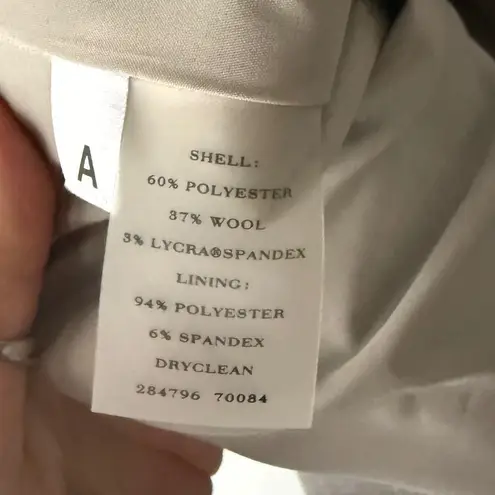 A
SHELL:
60% POLYESTER
37% WOOL
3% LYCRA®SPANDEX
LINING:
94% POLYESTER
6% SPANDEX
DRYCLEAN
284796 70084